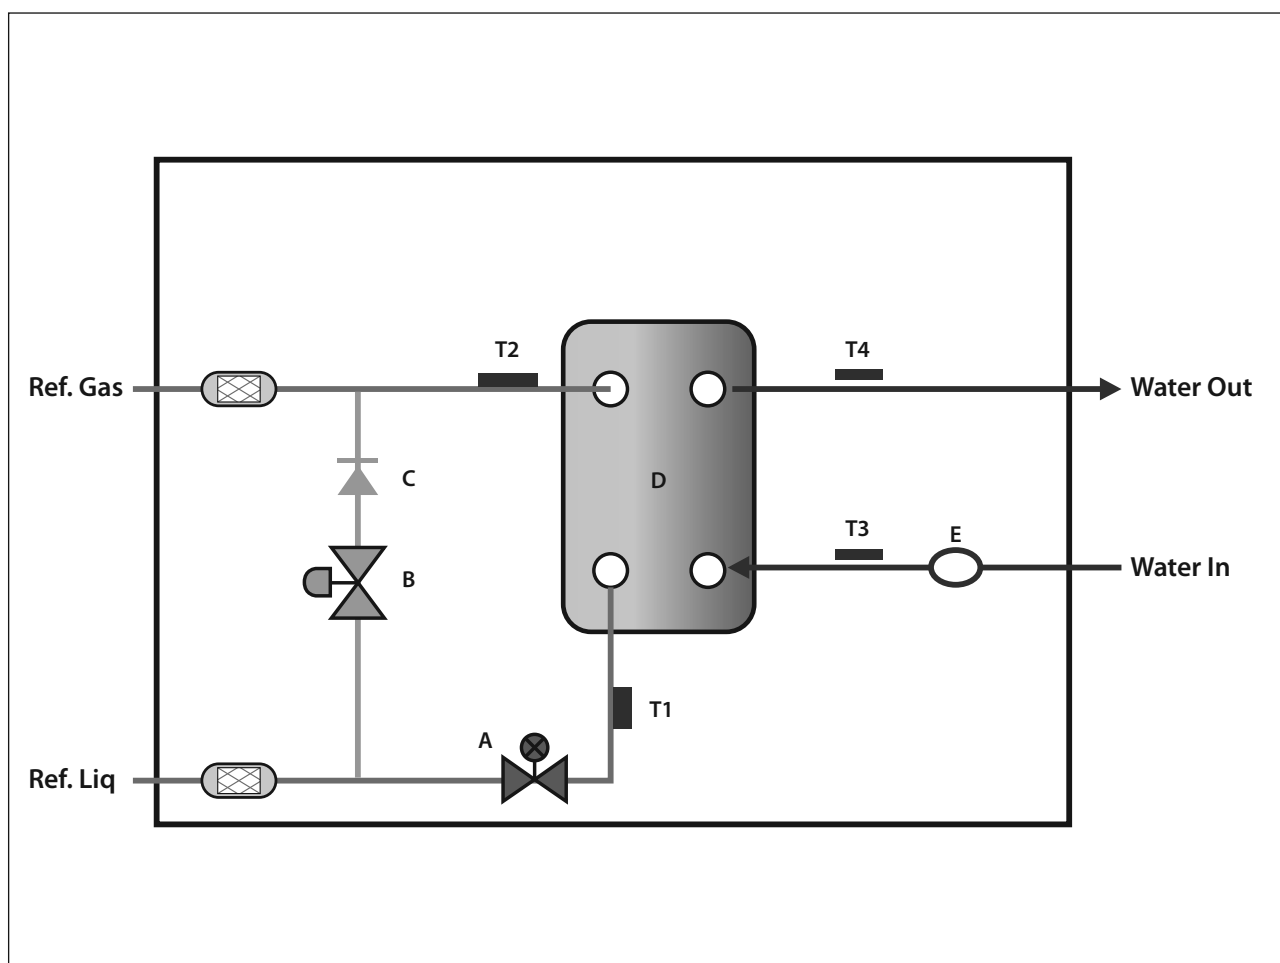 T2
T4
Ref. Gas
Water Out
C
D
T3
E
B
Water In
T1
A
Ref. Liq